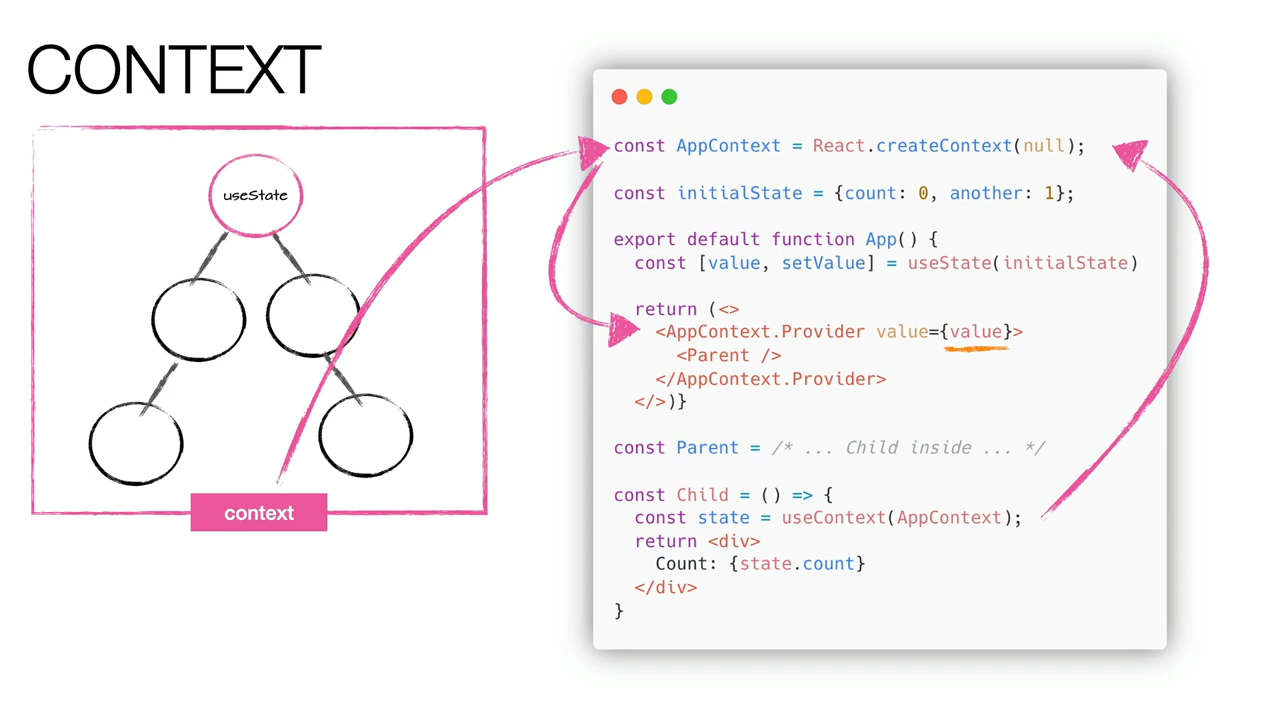 CONTEXT
useState
context
const AppContext = React.createContext(null);
const initialState = {count: 0, another: 1};
export default function App() {
const [value, setValue] = useState(initialState)
return (<>
<AppContext.Provider value={value}>
<Parent />
</AppContext.Provider>
</>)}
const Parent = /* ... Child inside ... */
const Child = () => {
const state = useContext(AppContext);
return <div>
Count: {state.count}
</div>
}